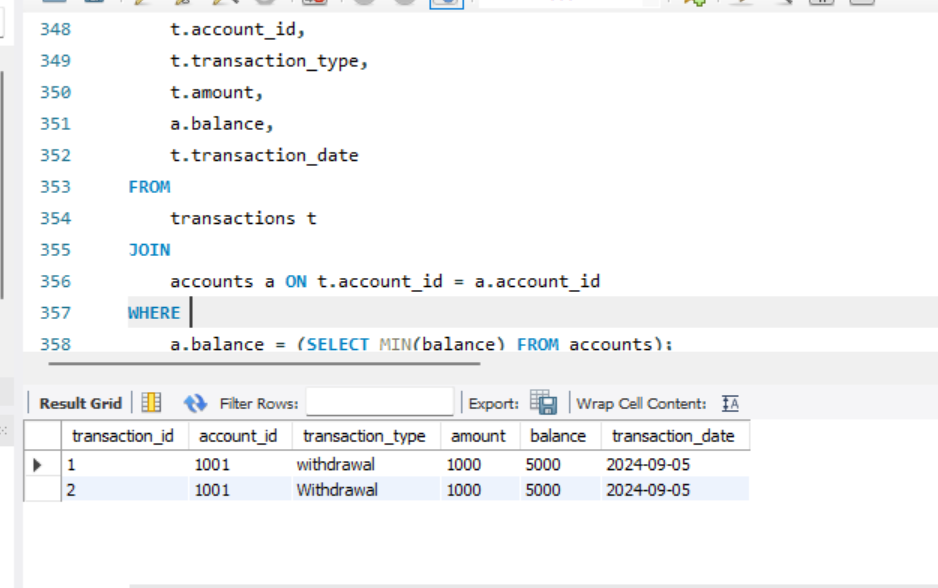 348 t.account_id,
349 t.transaction_type,
350 t.amount,
351 a.balance,
352 t.transaction_date
353 FROM
354 transactions t
355 JOIN
356 accounts a ON t.account_id = a.account_id
357 WHERE
358 a.balance = (SELECT MIN(balance) FROM accounts);
Result Grid Filter Rows: Export: Wrap Cell Content:
transaction_id account_id transaction_type amount balance transaction_date
1 1001 withdrawal 1000 5000 2024-09-05
2 1001 Withdrawal 1000 5000 2024-09-05